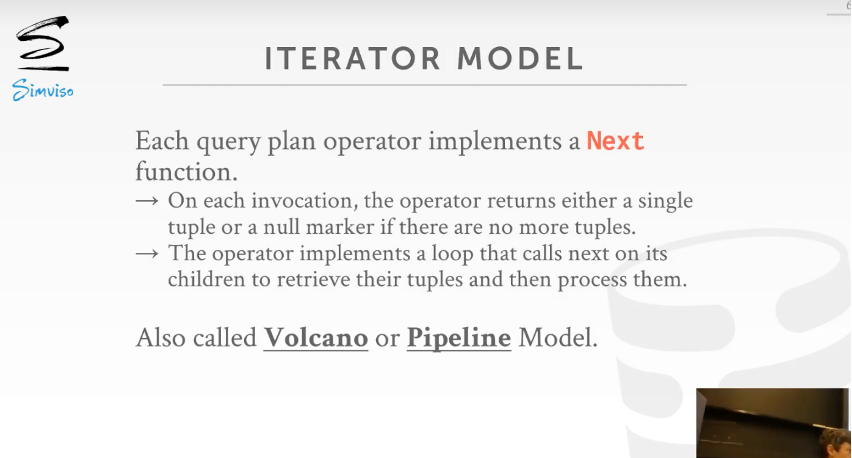 6
Simviso
ITERATOR MODEL
Each query plan operator implements a Next
function.
→ On each invocation, the operator returns either a single
tuple or a null marker if there are no more tuples.
→ The operator implements a loop that calls next on its
children to retrieve their tuples and then process them.
Also called Volcano or Pipeline Model.